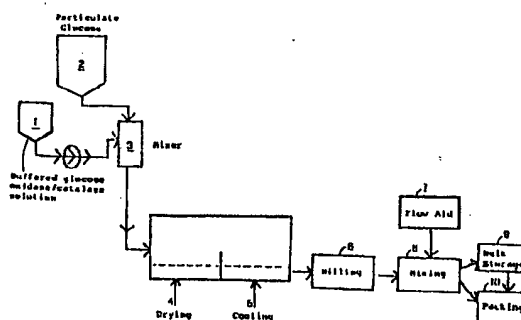 Particulate
Glucose
2
1
3
Mixer
Buffered glucose
oxidase/catalase
solution
7
Flow Aid
6
Milling
8
Mixing
9
Bulk
Storage
10
Packing
4
Drying
5
Cooling